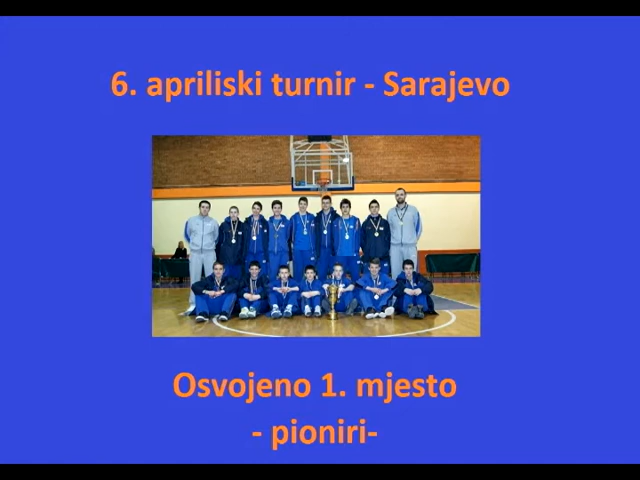 6. apriliski turnir - Sarajevo
Osvojeno 1. mjesto
- pioniri-